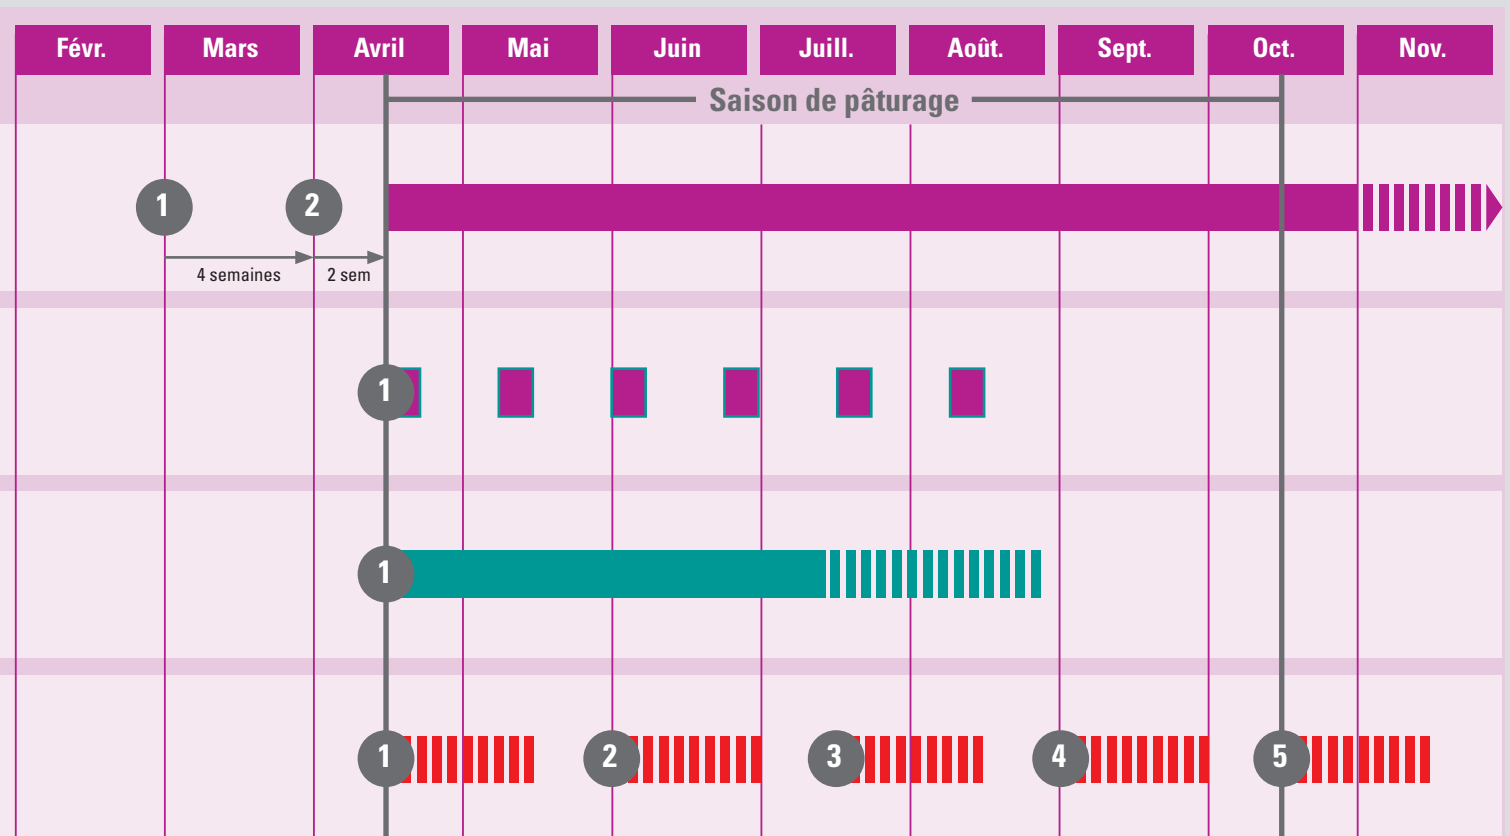 Févr. Mars Avril Mai Juin Juill. Août. Sept. Oct. Nov.
Saison de pâturage
1 2
4 semaines 2 sem
1
1
1 2 3 4 5